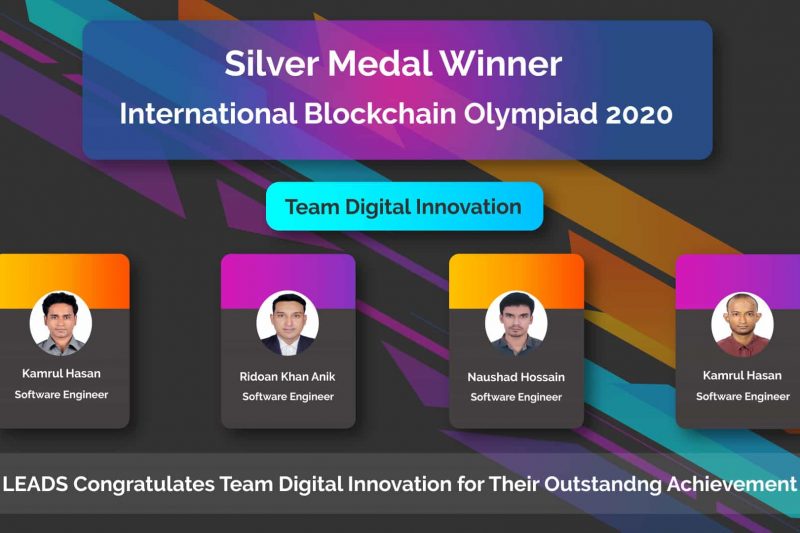 Silver Medal Winner
International Blockchain Olympiad 2020
Team Digital Innovation
Kamrul Hasan
Software Engineer
Ridoan Khan Anik
Software Engineer
Naushad Hossain
Software Engineer
Kamrul Hasan
Software Engineer
LEADS Congratulates Team Digital Innovation for Their Outstandng Achievement